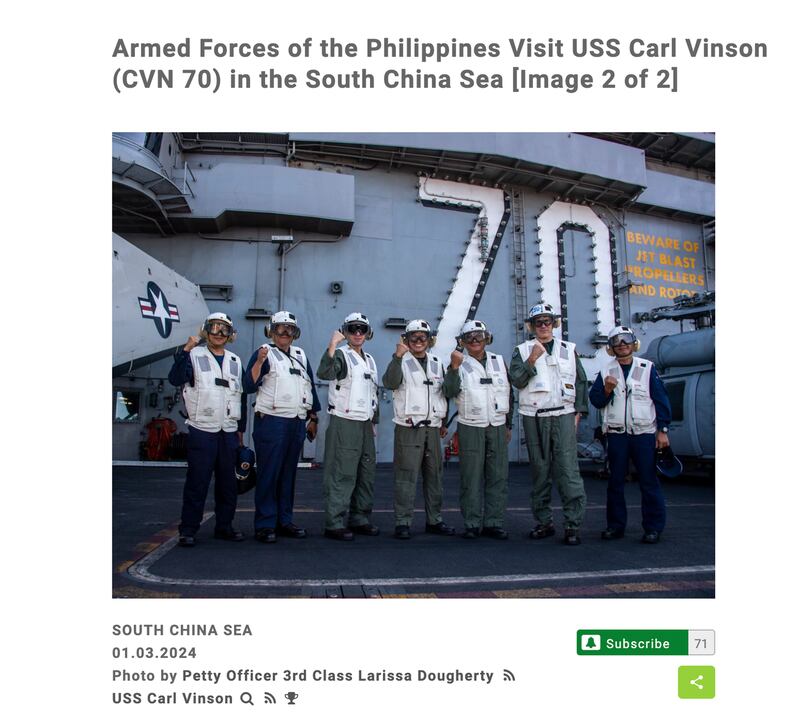 Armed Forces of the Philippines Visit USS Carl Vinson
(CVN 70) in the South China Sea [Image 2 of 2]
70
BEWARE OF
JET BLAST
PROPELLERS
AND ROTOR
SOUTH CHINA SEA
01.03.2024
Photo by Petty Officer 3rd Class Larissa Dougherty
USS Carl Vinson
Subscribe 71